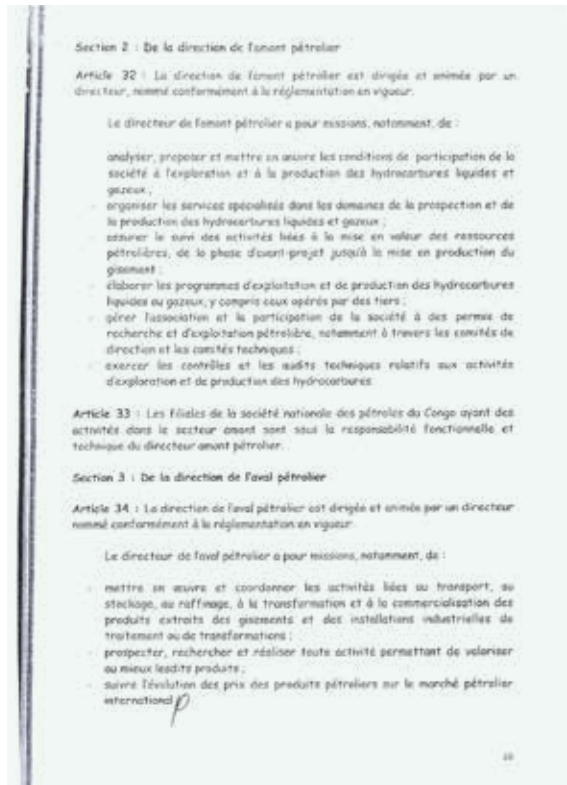 Section 2 : De la direction de l'amont pétrolier
Article 32 : La direction de l'amont pétrolier est dirigée et animée par un
directeur, nommé conformément à la réglementation en vigueur.
Le directeur de l'amont pétrolier a pour missions, notamment, de :
- analyser, proposer et mettre en œuvre les conditions de participation de la
société à l'exploration et à la production des hydrocarbures liquides et
gazeux ;
- organiser les services spécialisés dans les domaines de la prospection et de
la production des hydrocarbures liquides et gazeux ;
- assurer le suivi des activités liées à la mise en valeur des ressources
pétrolières, de la phase d'avant-projet jusqu'à la mise en production du
gisement ;
- élaborer les programmes d'exploitation et de production des hydrocarbures
liquides ou gazeux, y compris ceux opérés par des tiers ;
- gérer l'association et la participation de la société à des permis de
recherche et d'exploitation pétrolière, notamment à travers les comités de
direction et les comités techniques ;
- exercer les contrôles et les audits techniques relatifs aux activités
d'exploration et de production des hydrocarbures.
Article 33 : Les filiales de la société nationale des pétroles du Congo ayant des
activités dans le secteur amont sont sous la responsabilité fonctionnelle et
technique du directeur amont pétrolier.
Section 3 : De la direction de l'aval pétrolier
Article 34 : La direction de l'aval pétrolier est dirigée et animée par un directeur
nommé conformément à la réglementation en vigueur.
Le directeur de l'aval pétrolier a pour missions, notamment, de :
- mettre en œuvre et coordonner les activités liées au transport, au
stockage, au raffinage, à la transformation et à la commercialisation des
produits extraits des gisements et des installations industrielles de
traitement ou de transformations ;
- prospecter, rechercher et réaliser toute activité permettant de valoriser
au mieux lesdits produits ;
- suivre l'évolution des prix des produits pétroliers sur le marché pétrolier
international